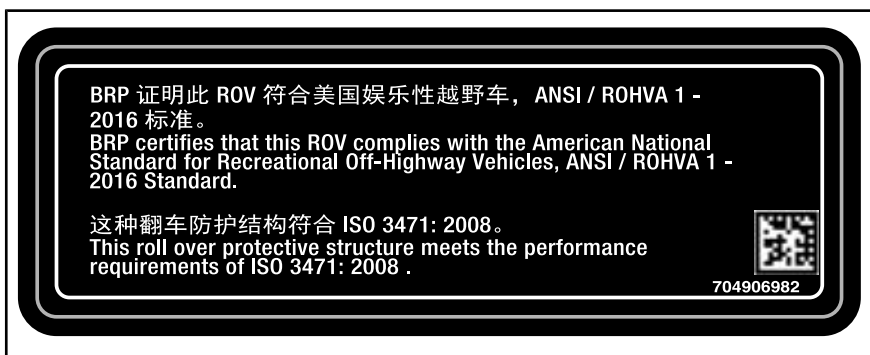 BRP 证明此 ROV 符合美国娱乐性越野车，ANSI / ROHVA 1 -
2016 标准。
BRP certifies that this ROV complies with the American National
Standard for Recreational Off-Highway Vehicles, ANSI / ROHVA 1 -
2016 Standard.
这种翻车防护结构符合 ISO 3471: 2008。
This roll over protective structure meets the performance
requirements of ISO 3471: 2008 .
704906982